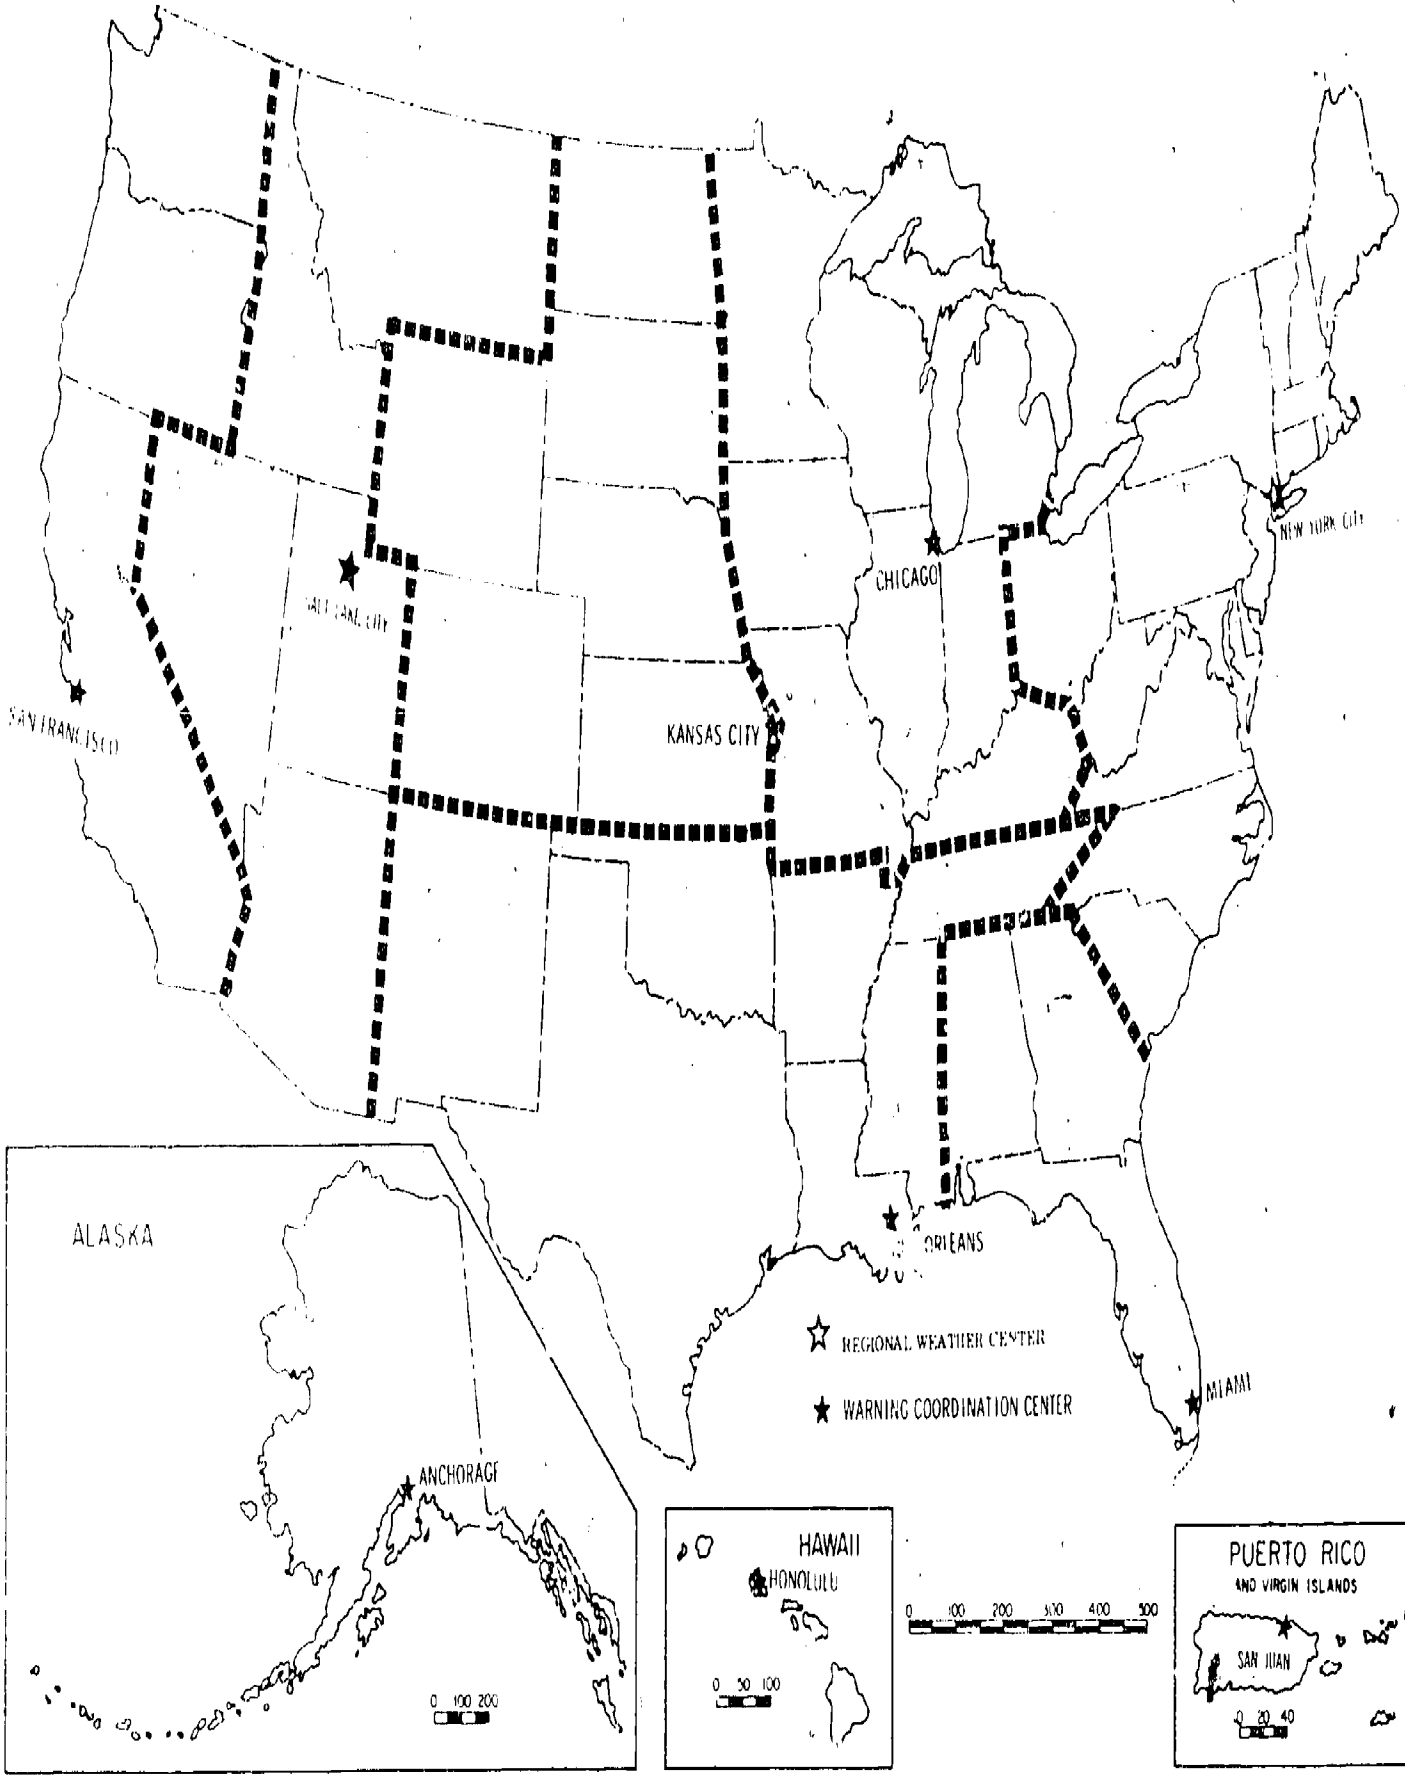 NEW YORK CITY
CHICAGO
SALT LAKE CITY
SAN FRANCISCO
KANSAS CITY
ORLEANS
REGIONAL WEATHER CENTER
WARNING COORDINATION CENTER
MIAMI
ALASKA
ANCHORAGE
0 100 200
HAWAII
HONOLULU
0 50 100
0 100 200 300 400 500
PUERTO RICO
AND VIRGIN ISLANDS
SAN JUAN
0 20 40